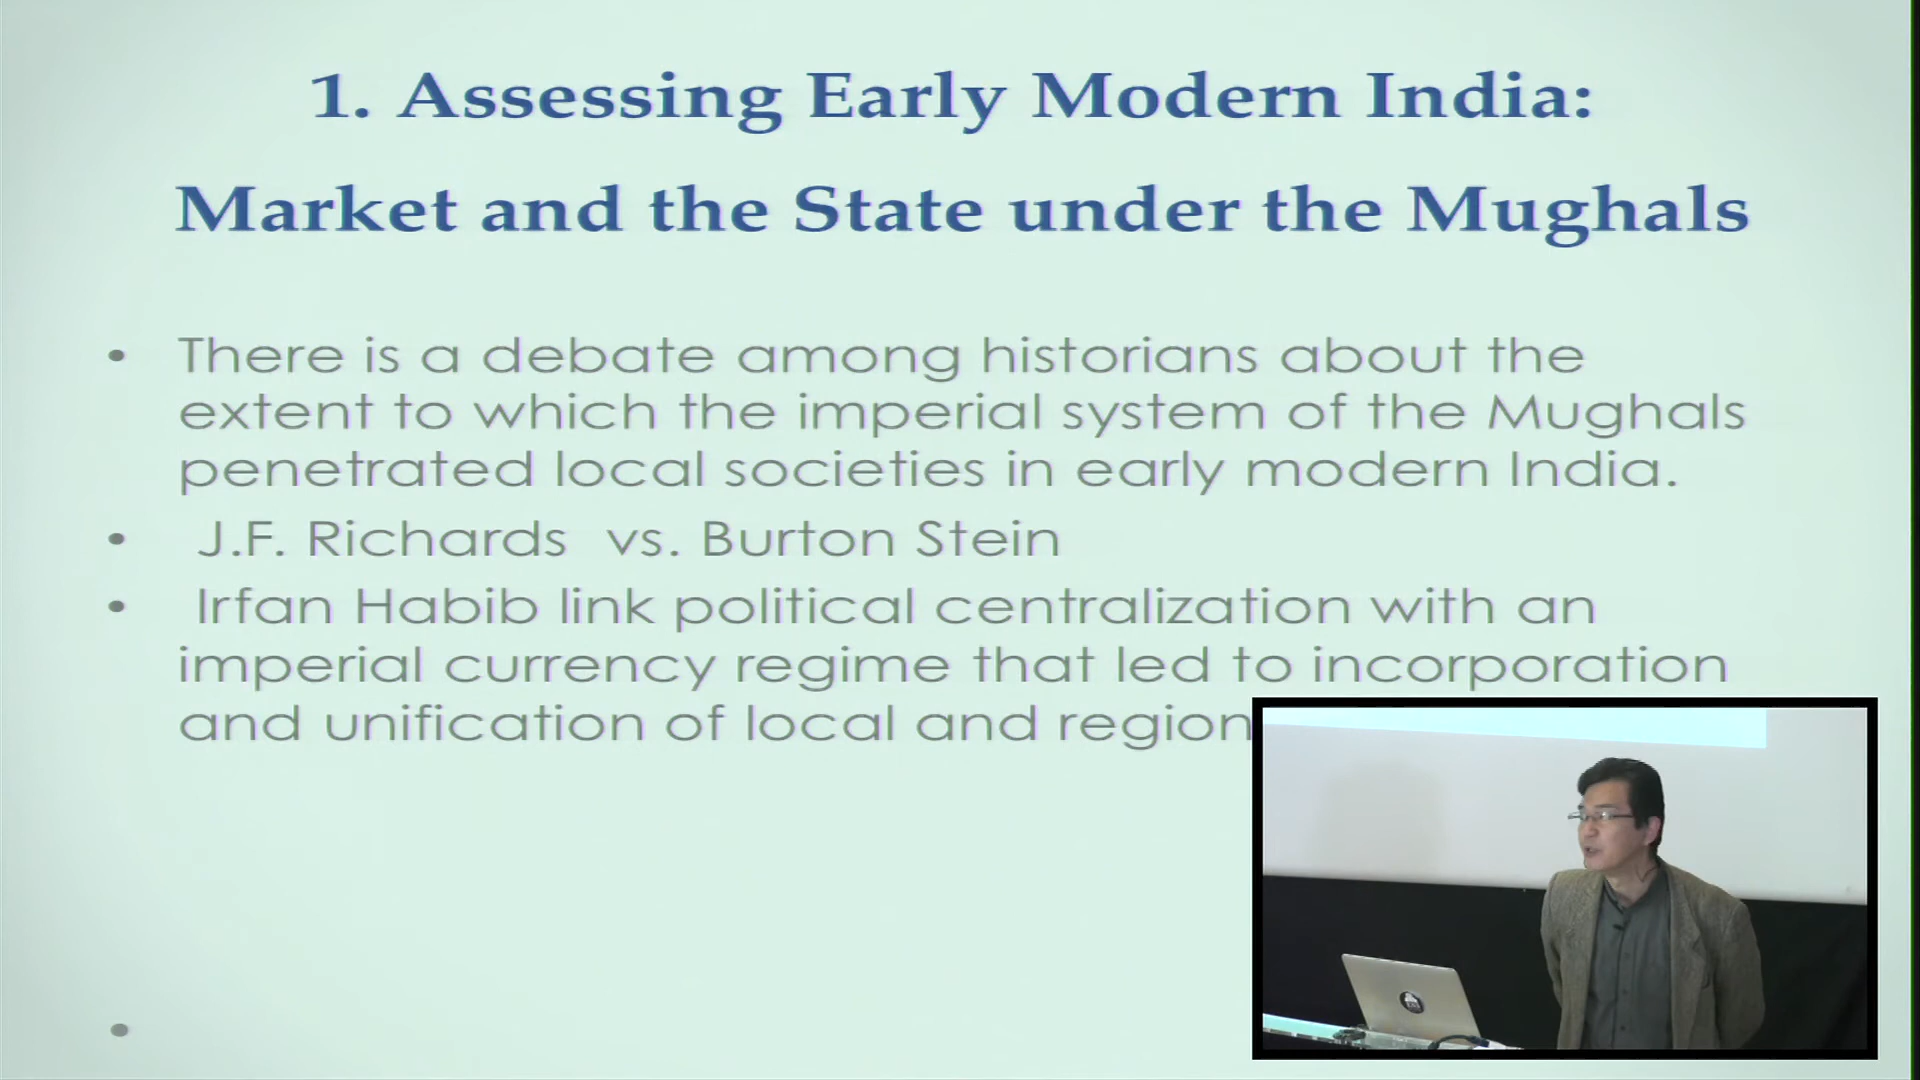 1. Assessing Early Modern India:
Market and the State under the Mughals
• There is a debate among historians about the
extent to which the imperial system of the Mughals
penetrated local societies in early modern India.
• J.F. Richards vs. Burton Stein
• Irfan Habib link political centralization with an
imperial currency regime that led to incorporation
and unification of local and region
•